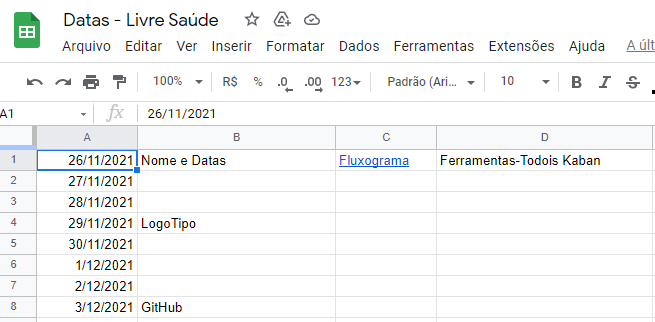 Datas - Livre Saúde
Arquivo Editar Ver Inserir Formatar Dados Ferramentas Extensões Ajuda A últ
100% R$ % .0 .00 123 Padrão (Ari... 10 B I S
A1 fx 26/11/2021
A B C D
1 26/11/2021 Nome e Datas Fluxograma Ferramentas-Todois Kaban
2 27/11/2021
3 28/11/2021
4 29/11/2021 LogoTipo
5 30/11/2021
6 1/12/2021
7 2/12/2021
8 3/12/2021 GitHub